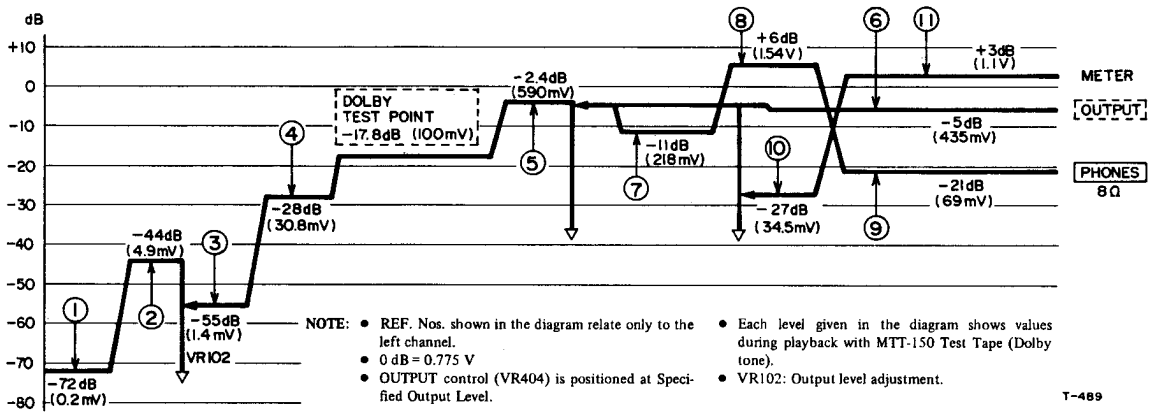 dB
+10
0
-10
-20
-30
-40
-50
-60
-70
-80
①
-72dB
(0.2mV)
-44dB
(4.9mV)
②
③
-55dB
(1.4mV)
VR102
④
-28dB
(30.8mV)
DOLBY
TEST POINT
-17.8dB (100mV)
-2.4dB
(590mV)
⑤
⑦
-11dB
(218mV)
⑧
+6dB
(1.54V)
⑩
-27dB
(34.5mV)
⑥
⑪
+3dB
(1.1V)
METER
OUTPUT
-5dB
(435mV)
PHONES
8Ω
-21dB
(69mV)
⑨
NOTE: ● REF. Nos. shown in the diagram relate only to the
left channel.
● 0 dB = 0.775 V
● OUTPUT control (VR404) is positioned at Speci-
fied Output Level.
● Each level given in the diagram shows values
during playback with MTT-150 Test Tape (Dolby
tone).
● VR102: Output level adjustment.
T-489